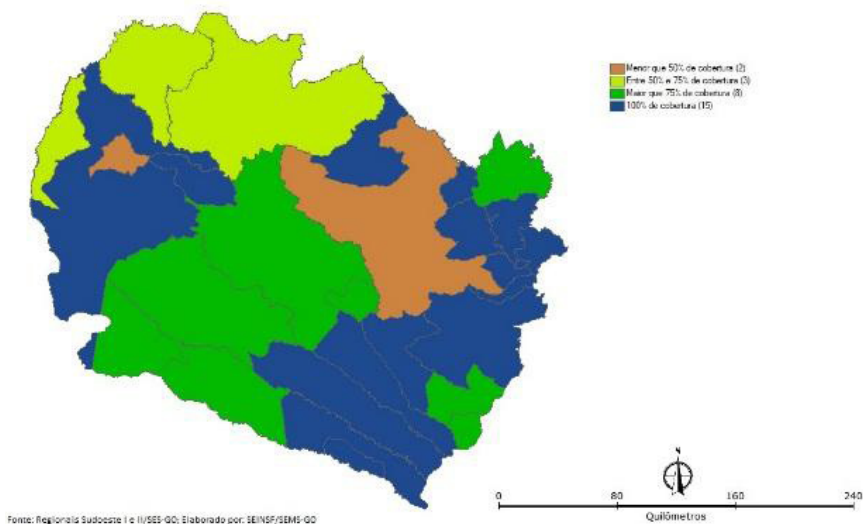 Menor que 50% de cobertura (2)
Entre 50% e 75% de cobertura (3)
Maior que 75% de cobertura (8)
100% de cobertura (15)
N
0 80 160 240
Quilômetros
Fonte: Regionais Sudoeste I e II/SES-GO; Elaborado por: SEINSF/SEMS-GO